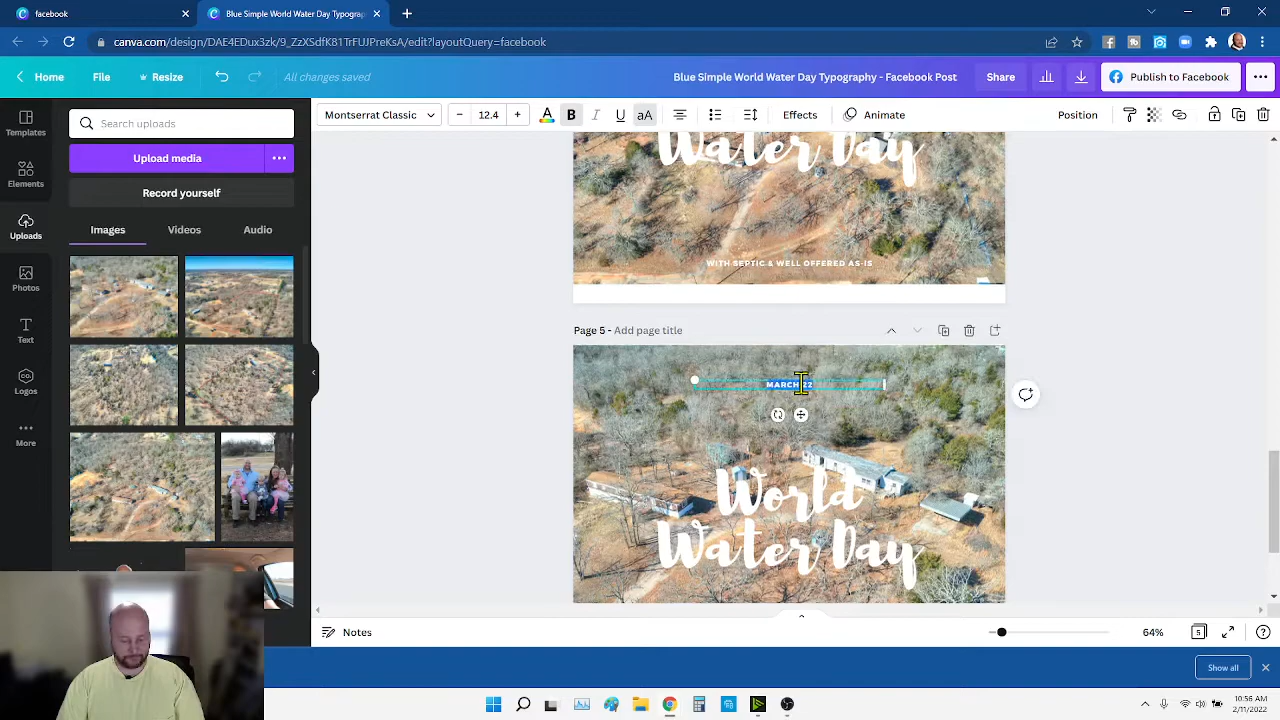 facebook
Blue Simple World Water Day Typograp
canva.com/design/DAE4EDux3zk/9_ZzXSdfK81TrFUJPreKsA/edit?layoutQuery=facebook
Home
File
Resize
All changes saved
Blue Simple World Water Day Typography - Facebook Post
Share
Publish to Facebook
Templates
Elements
Uploads
Photos
Text
Logos
More
Search uploads
Upload media
Record yourself
Images
Videos
Audio
Montserrat Classic
12.4
A
B
I
U
aA
Effects
Animate
Position
Water Day
WITH SEPTIC & WELL OFFERED AS-IS
Page 5 - Add page title
MARCH 22
World
Water Day
Notes
64%
5
Show all
10:56 AM
2/11/2022